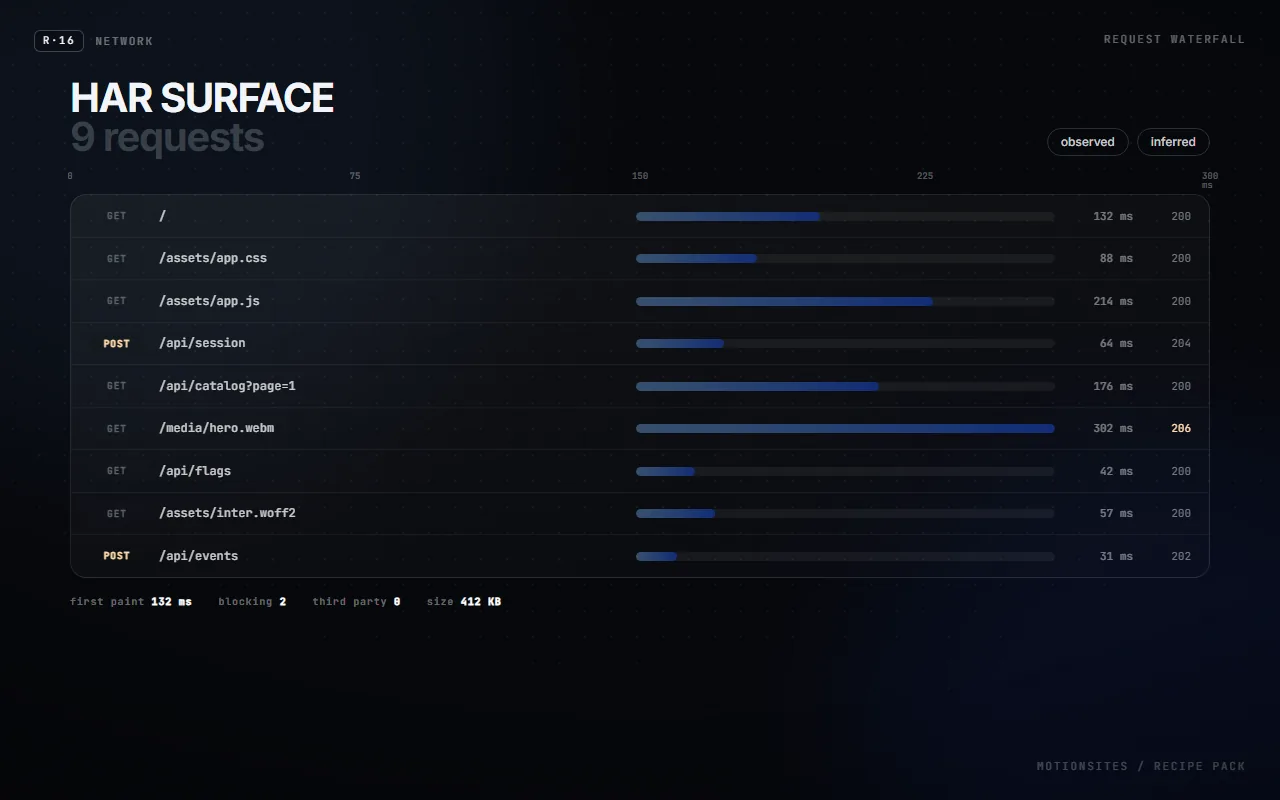 R·16 NETWORK
REQUEST WATERFALL
HAR SURFACE
9 requests
observed inferred
0 75 150 225 300 ms
GET / 132 ms 200
GET /assets/app.css 88 ms 200
GET /assets/app.js 214 ms 200
POST /api/session 64 ms 204
GET /api/catalog?page=1 176 ms 200
GET /media/hero.webm 302 ms 206
GET /api/flags 42 ms 200
GET /assets/inter.woff2 57 ms 200
POST /api/events 31 ms 202
first paint 132 ms blocking 2 third party 0 size 412 KB
MOTIONSITES / RECIPE PACK